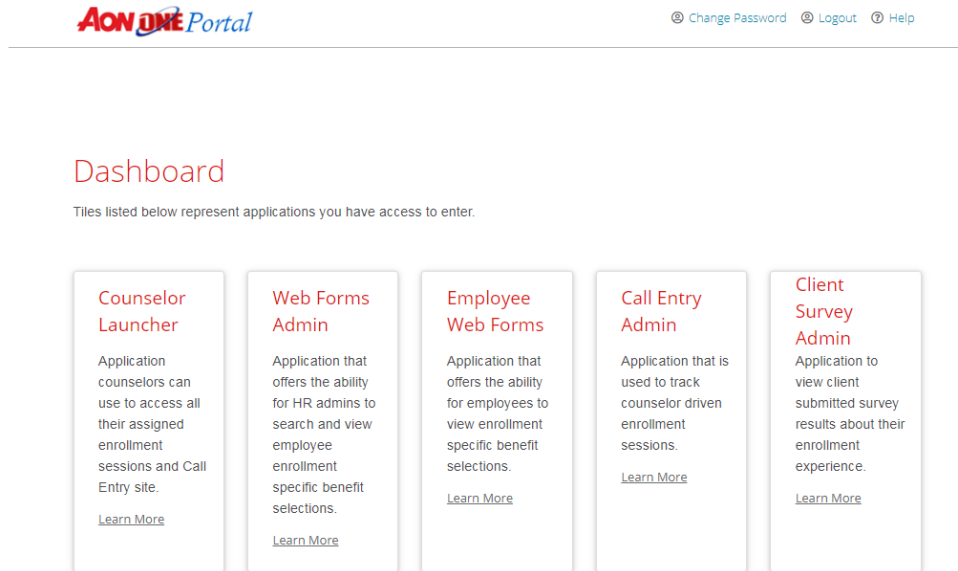 AON ONE Portal
Change Password Logout Help
Dashboard
Tiles listed below represent applications you have access to enter.
Counselor
Launcher
Application
counselors can
use to access all
their assigned
enrollment
sessions and Call
Entry site.
Learn More
Web Forms
Admin
Application that
offers the ability
for HR admins to
search and view
employee
enrollment
specific benefit
selections.
Learn More
Employee
Web Forms
Application that
offers the ability
for employees to
view enrollment
specific benefit
selections.
Learn More
Call Entry
Admin
Application that is
used to track
counselor driven
enrollment
sessions.
Learn More
Client
Survey
Admin
Application to
view client
submitted survey
results about their
enrollment
experience.
Learn More